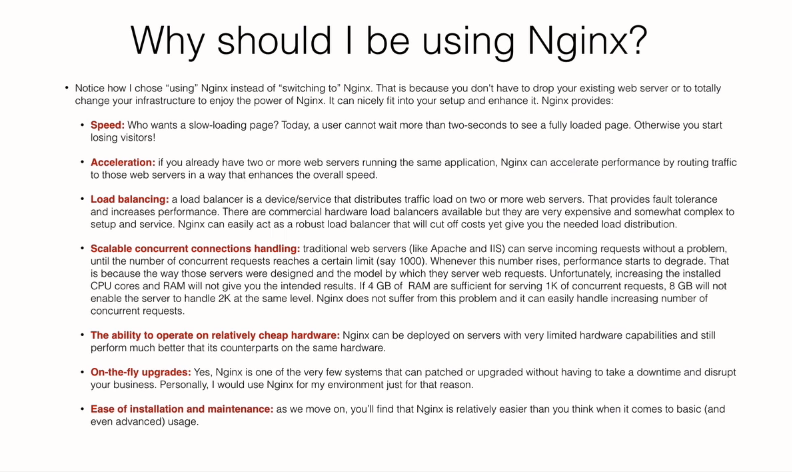 Why should I be using Nginx?
• Notice how I chose “using” Nginx instead of “switching to” Nginx. That is because you don't have to drop your existing web server or to totally
change your infrastructure to enjoy the power of Nginx. It can nicely fit into your setup and enhance it. Nginx provides:
• Speed: Who wants a slow-loading page? Today, a user cannot wait more than two-seconds to see a fully loaded page. Otherwise you start
losing visitors!
• Acceleration: if you already have two or more web servers running the same application, Nginx can accelerate performance by routing traffic
to those web servers in a way that enhances the overall speed.
• Load balancing: a load balancer is a device/service that distributes traffic load on two or more web servers. That provides fault tolerance
and increases performance. There are commercial hardware load balancers available but they are very expensive and somewhat complex to
setup and service. Nginx can easily act as a robust load balancer that will cut off costs yet give you the needed load distribution.
• Scalable concurrent connections handling: traditional web servers (like Apache and IIS) can serve incoming requests without a problem,
until the number of concurrent requests reaches a certain limit (say 1000). Whenever this number rises, performance starts to degrade. That
is because the way those servers were designed and the model by which they server web requests. Unfortunately, increasing the installed
CPU cores and RAM will not give you the intended results. If 4 GB of RAM are sufficient for serving 1K of concurrent requests, 8 GB will not
enable the server to handle 2K at the same level. Nginx does not suffer from this problem and it can easily handle increasing number of
concurrent requests.
• The ability to operate on relatively cheap hardware: Nginx can be deployed on servers with very limited hardware capabilities and still
perform much better that its counterparts on the same hardware.
• On-the-fly upgrades: Yes, Nginx is one of the very few systems that can patched or upgraded without having to take a downtime and disrupt
your business. Personally, I would use Nginx for my environment just for that reason.
• Ease of installation and maintenance: as we move on, you'll find that Nginx is relatively easier than you think when it comes to basic (and
even advanced) usage.